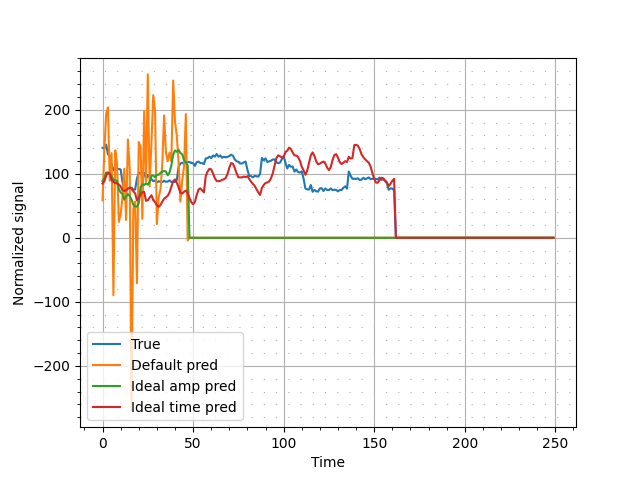 200
100
0
−100
−200
Normalized signal
True
Default pred
Ideal amp pred
Ideal time pred
0
50
100
150
200
250
Time